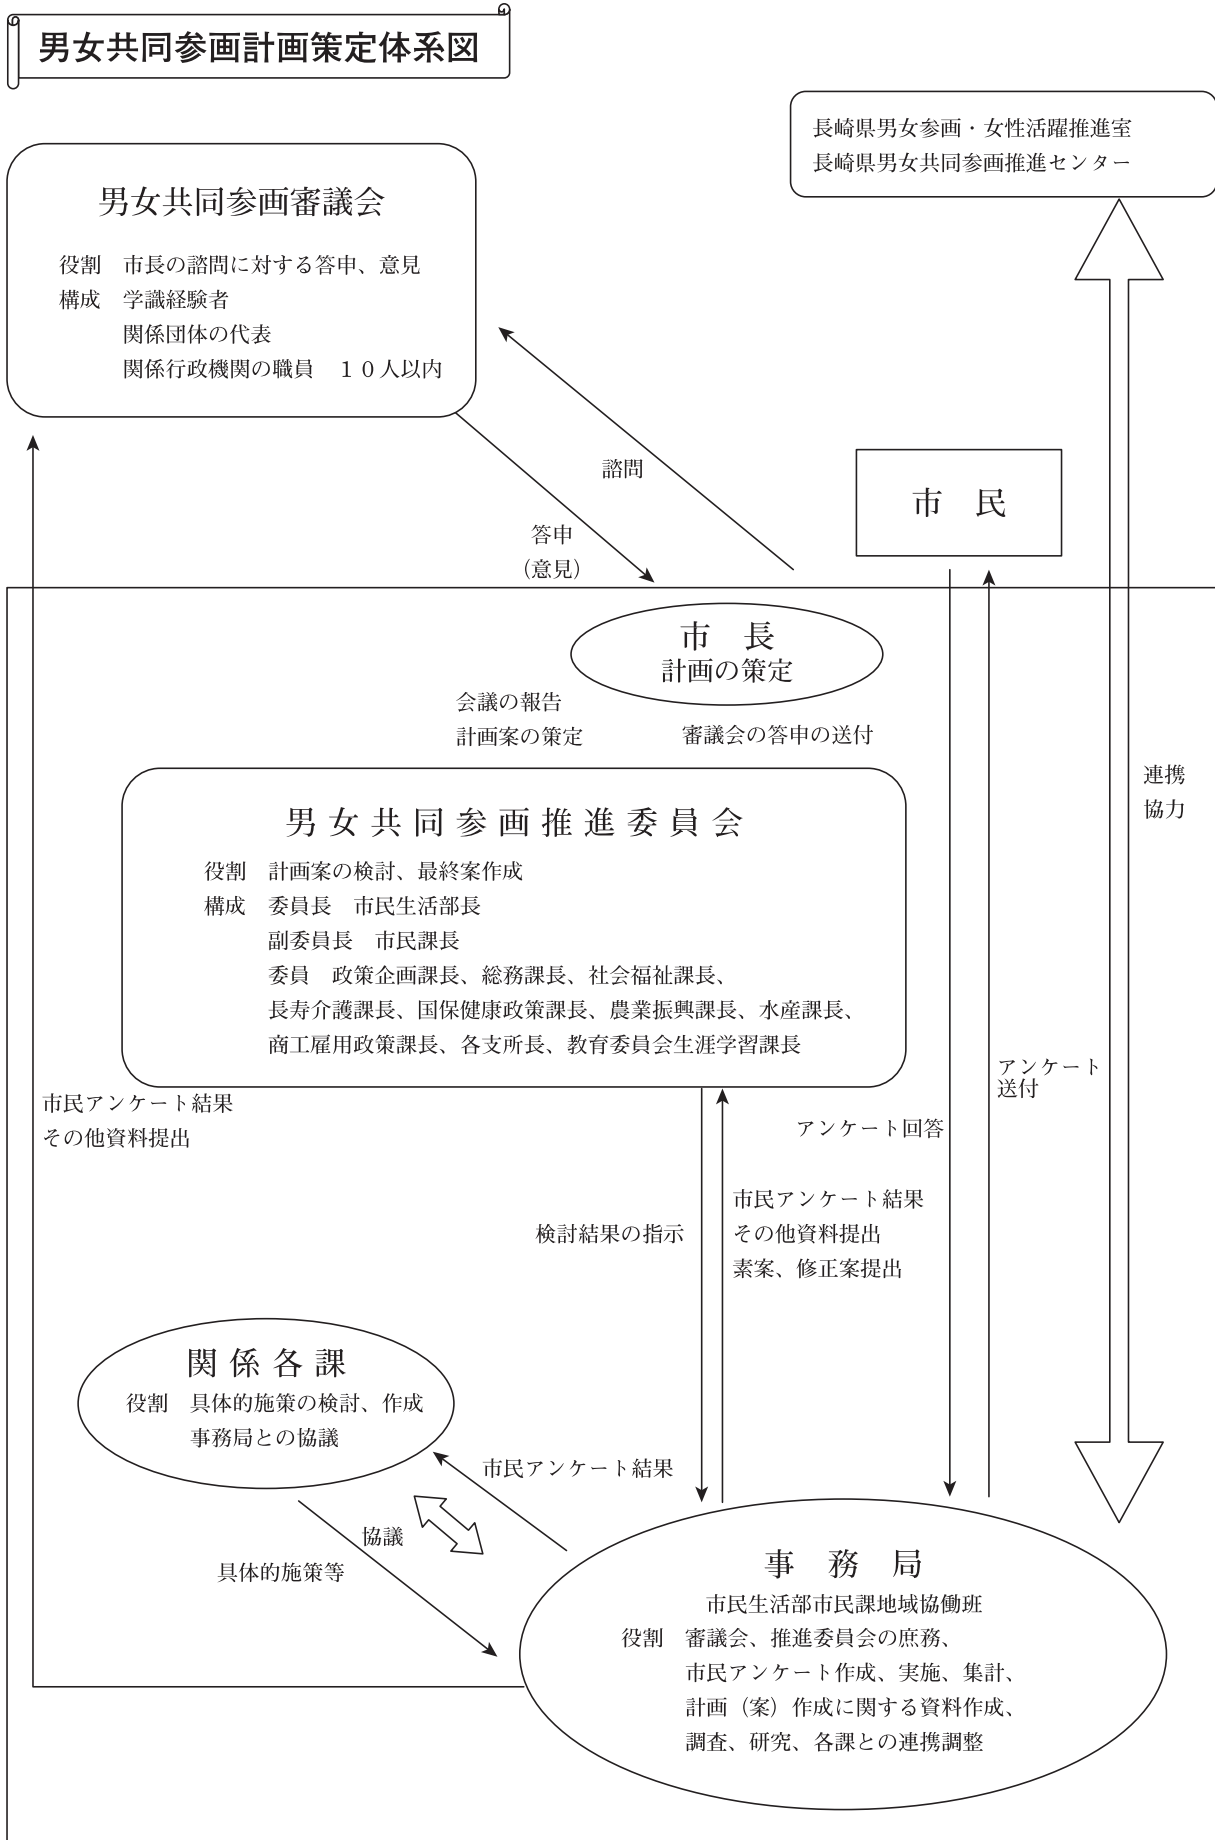 男女共同参画計画策定体系図
長崎県男女参画・女性活躍推進室
長崎県男女共同参画推進センター
男女共同参画審議会
役割　市長の諮問に対する答申、意見
構成　学識経験者
関係団体の代表
関係行政機関の職員　１０人以内
諮問
答申
（意見）
市　民
市　長
計画の策定
会議の報告
計画案の策定
審議会の答申の送付
連携
協力
男女共同参画推進委員会
役割　計画案の検討、最終案作成
構成　委員長　市民生活部長
副委員長　市民課長
委員　政策企画課長、総務課長、社会福祉課長、
長寿介護課長、国保健康政策課長、農業振興課長、水産課長、
商工雇用政策課長、各支所長、教育委員会生涯学習課長
市民アンケート結果
その他資料提出
アンケート
送付
アンケート回答
検討結果の指示
市民アンケート結果
その他資料提出
素案、修正案提出
関係各課
役割　具体的施策の検討、作成
事務局との協議
市民アンケート結果
協議
具体的施策等
事　務　局
市民生活部市民課地域協働班
役割　審議会、推進委員会の庶務、
市民アンケート作成、実施、集計、
計画（案）作成に関する資料作成、
調査、研究、各課との連携調整